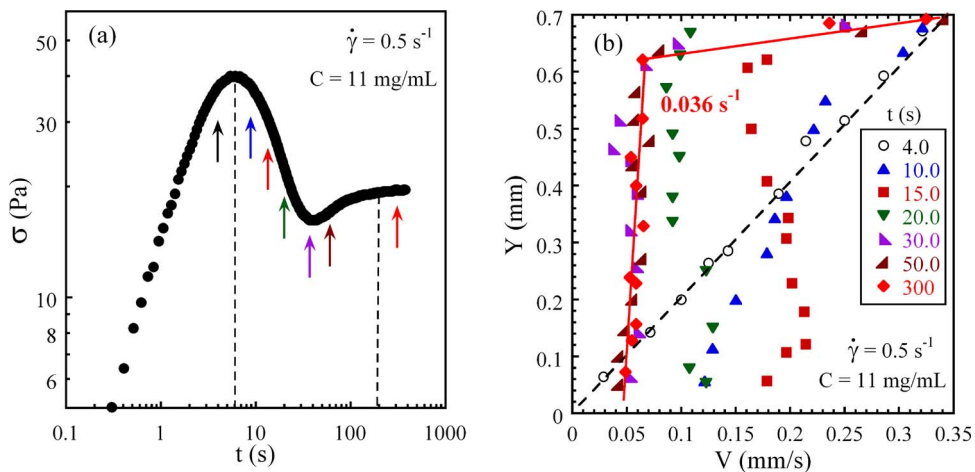 (a)
γ̇ = 0.5 s⁻¹
C = 11 mg/mL
50
30
10
6
σ (Pa)
0.1 1 10 100 1000
t (s)
(b)
0.7
0.6
0.5
0.4
0.3
0.2
0.1
0
Y (mm)
0.036 s⁻¹
t (s)
4.0
10.0
15.0
20.0
30.0
50.0
300
γ̇ = 0.5 s⁻¹
C = 11 mg/mL
0 0.05 0.1 0.15 0.2 0.25 0.3 0.35
V (mm/s)